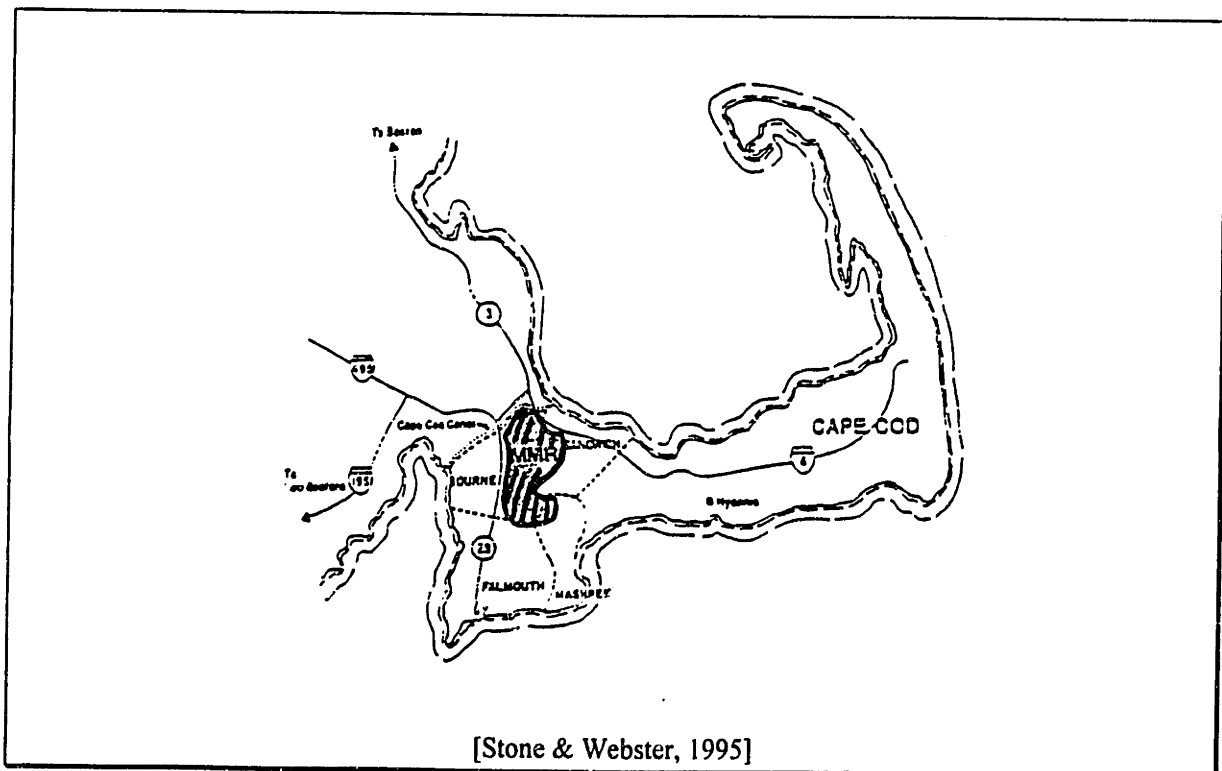 To Boston
3
495
Cape Cod Canal
MMR
SANDWICH
CAPE COD
6
To
195
BOURNE
Hyannis
28
FALMOUTH
MASHPEE
[Stone & Webster, 1995]